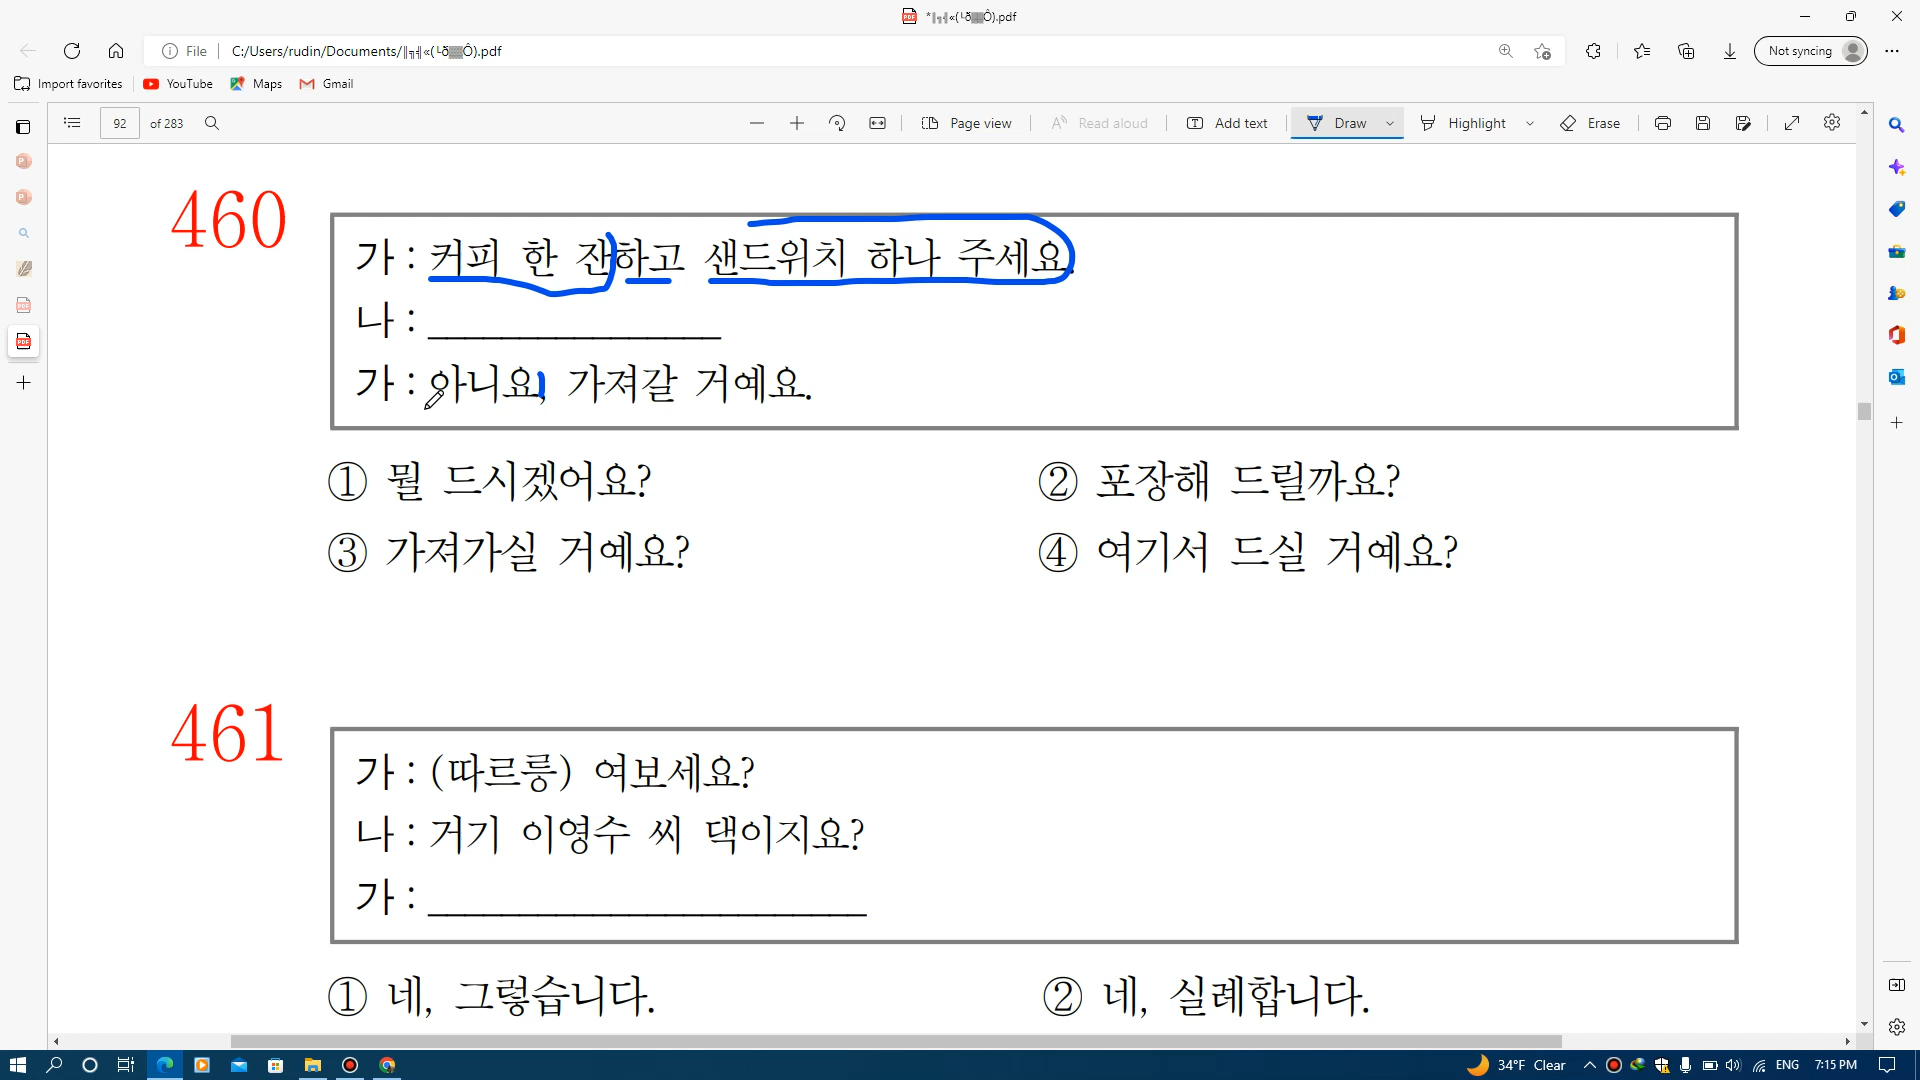 File
C:/Users/rudin/Documents/
Not syncing
Import favorites
YouTube
Maps
Gmail
92
of 283
Page view
Read aloud
Add text
Draw
Highlight
Erase
460
가 : 커피 한 잔하고 샌드위치 하나 주세요.
나 : ________________
가 : 아니요, 가져갈 거예요.
① 뭘 드시겠어요?
② 포장해 드릴까요?
③ 가져가실 거예요?
④ 여기서 드실 거예요?
461
가 : (따르릉) 여보세요?
나 : 거기 이영수 씨 댁이지요?
가 : ________________________
① 네, 그렇습니다.
② 네, 실례합니다.
34°F Clear
ENG
7:15 PM